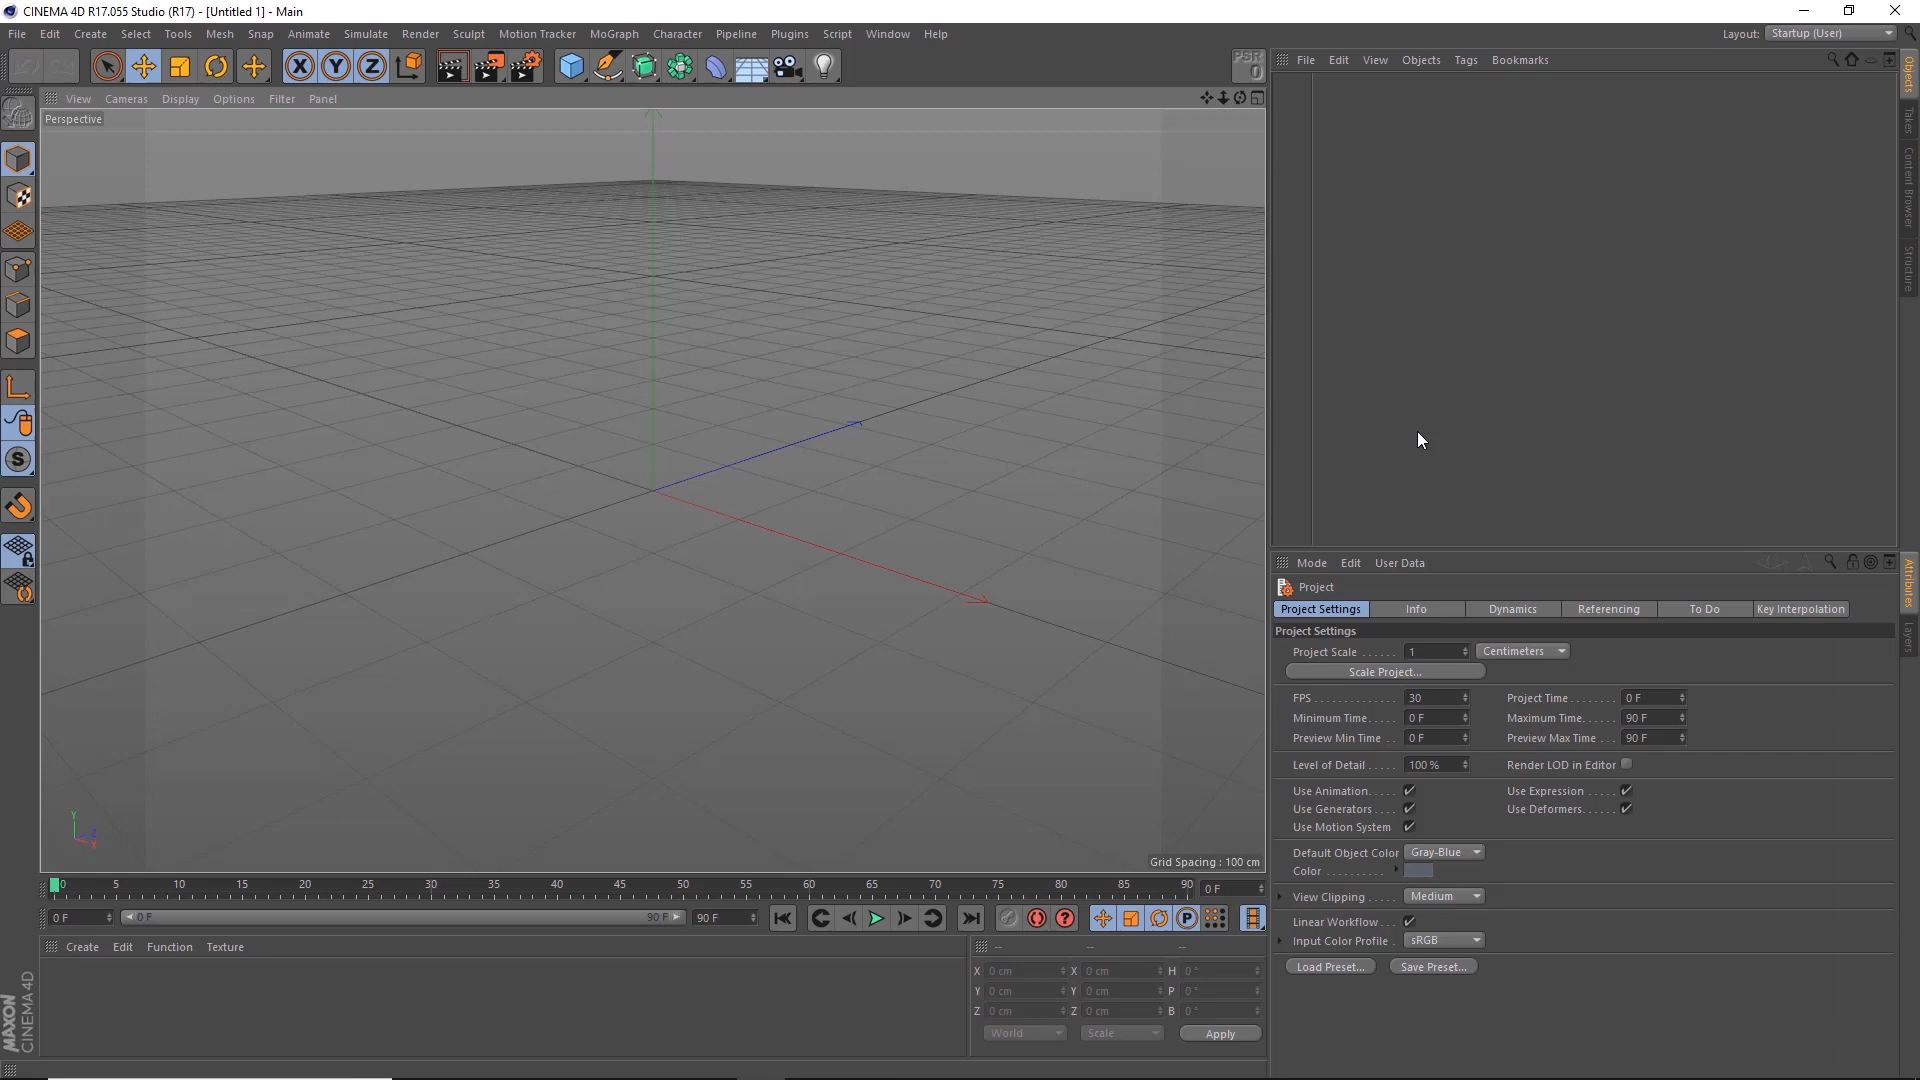 CINEMA 4D R17.055 Studio (R17) - [Untitled 1] - Main
File Edit Create Select Tools Mesh Snap Animate Simulate Render Sculpt Motion Tracker MoGraph Character Pipeline Plugins Script Window Help
Layout: Startup (User)
X Y Z
PSR
0
File Edit View Objects Tags Bookmarks
View Cameras Display Options Filter Panel
Perspective
Objects
Takes
Content Browser
Structure
S
Y
Z
X
Grid Spacing : 100 cm
Mode Edit User Data
Project
Project Settings Info Dynamics Referencing To Do Key Interpolation
Project Settings
Project Scale ...... 1 Centimeters
Scale Project...
FPS ............. 30 Project Time........ 0 F
Minimum Time..... 0 F Maximum Time..... 90 F
Preview Min Time .. 0 F Preview Max Time ... 90 F
Level of Detail ..... 100 % Render LOD in Editor
Use Animation..... Use Expression .....
Use Generators .... Use Deformers......
Use Motion System
Default Object Color Gray-Blue
Color ..........
View Clipping ..... Medium
Linear Workflow...
Input Color Profile . sRGB
Load Preset... Save Preset...
Attributes
Layers
0 5 10 15 20 25 30 35 40 45 50 55 60 65 70 75 80 85 90 0 F
0 F 0 F 90 F 90 F
P
Create Edit Function Texture
-- -- --
X 0 cm X 0 cm H 0 °
Y 0 cm Y 0 cm P 0 °
Z 0 cm Z 0 cm B 0 °
World Scale Apply
MAXON
CINEMA 4D